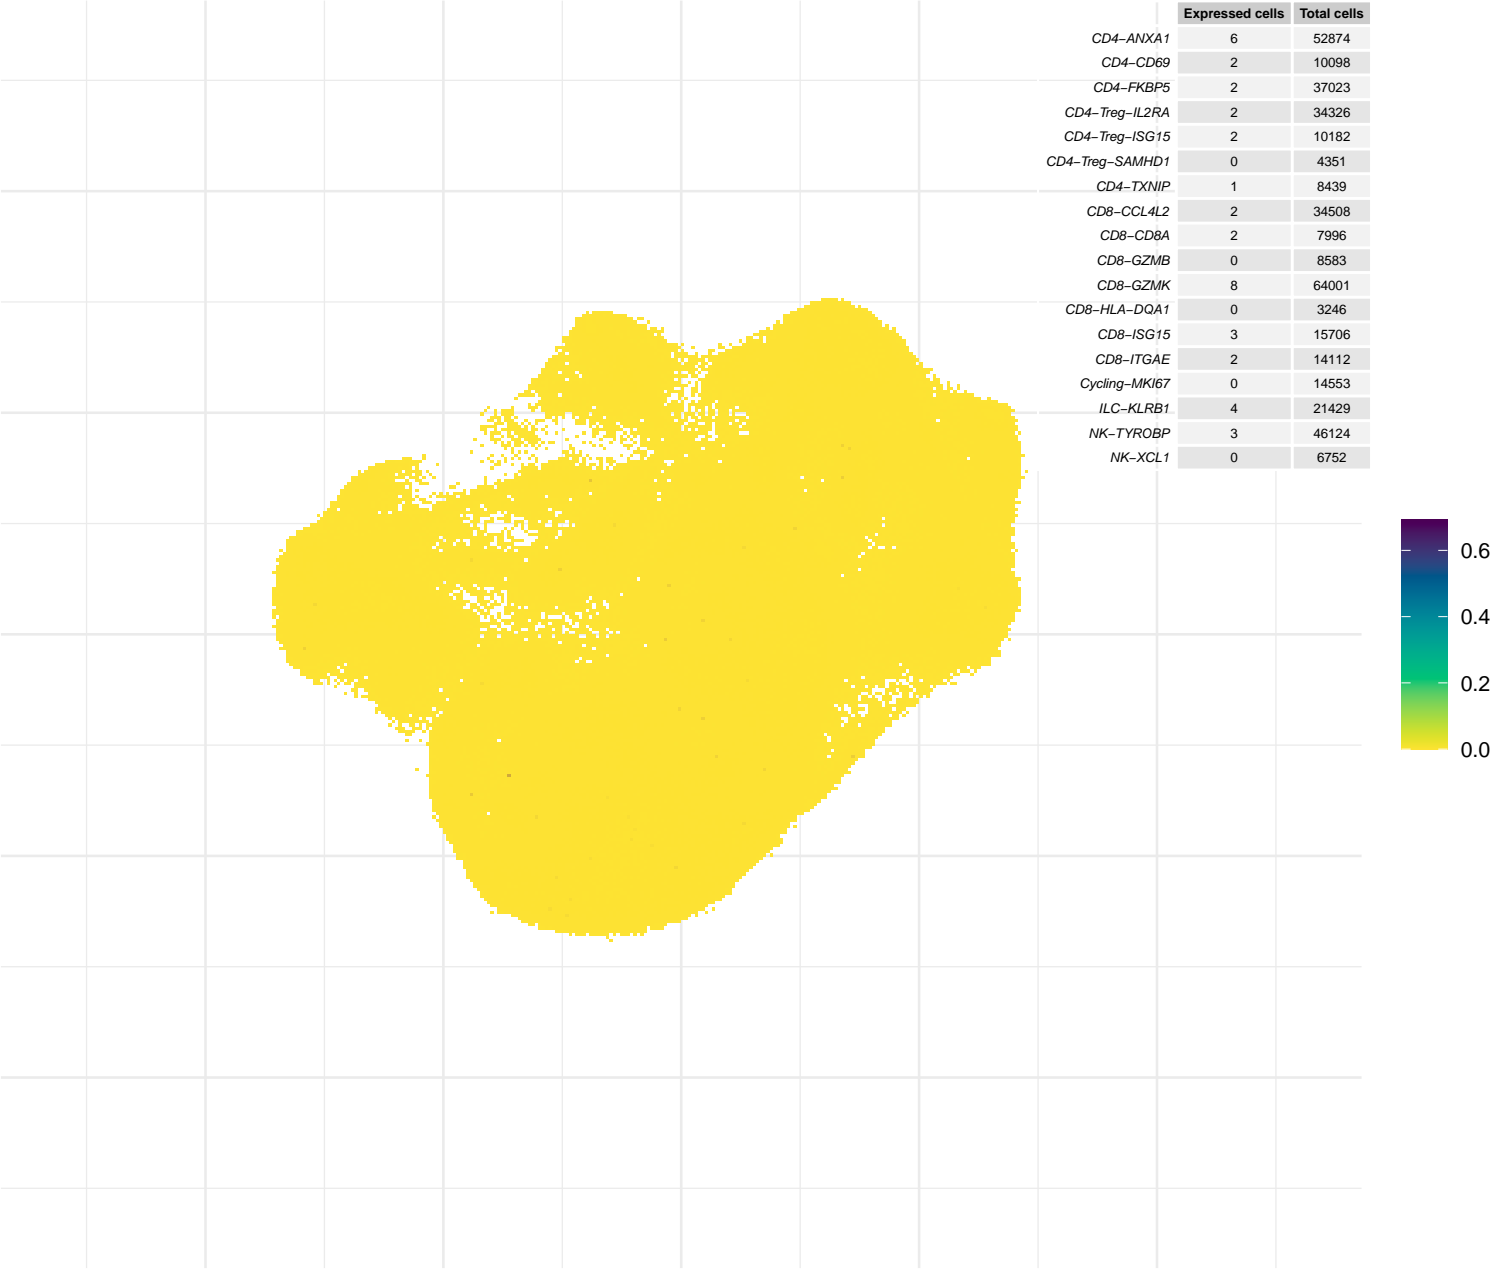 Expressed cells Total cells
CD4−ANXA1 6 52874
CD4−CD69 2 10098
CD4−FKBP5 2 37023
CD4−Treg−IL2RA 2 34326
CD4−Treg−ISG15 2 10182
CD4−Treg−SAMHD1 0 4351
CD4−TXNIP 1 8439
CD8−CCL4L2 2 34508
CD8−CD8A 2 7996
CD8−GZMB 0 8583
CD8−GZMK 8 64001
CD8−HLA−DQA1 0 3246
CD8−ISG15 3 15706
CD8−ITGAE 2 14112
Cycling−MKI67 0 14553
ILC−KLRB1 4 21429
NK−TYROBP 3 46124
NK−XCL1 0 6752
0.6
0.4
0.2
0.0